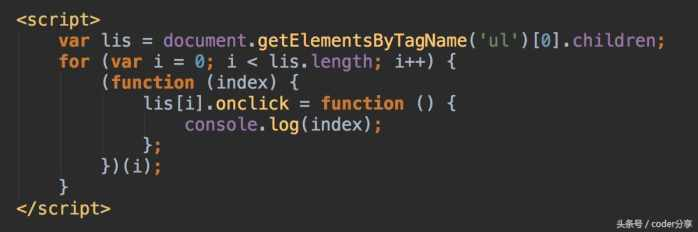 <script>
var lis = document.getElementsByTagName('ul')[0].children;
for (var i = 0; i < lis.length; i++) {
(function (index) {
lis[i].onclick = function () {
console.log(index);
};
})(i);
}
</script>
头条号 / coder分享